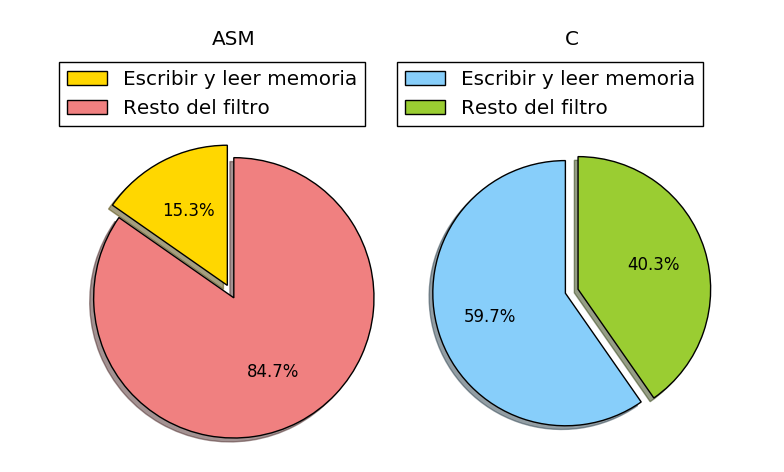 ASM
Escribir y leer memoria
Resto del filtro
15.3%
84.7%
C
Escribir y leer memoria
Resto del filtro
40.3%
59.7%